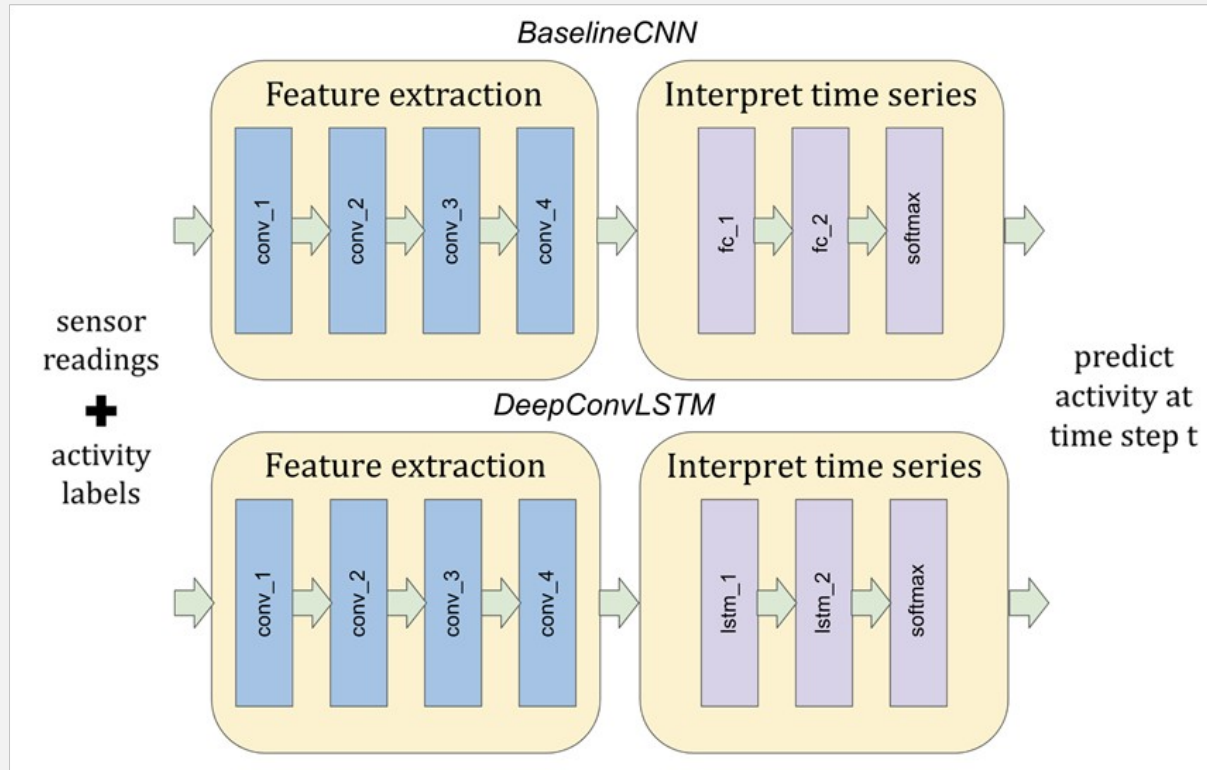 BaselineCNN
Feature extraction
Interpret time series
conv_1
conv_2
conv_3
conv_4
fc_1
fc_2
softmax
sensor
readings
+
activity
labels
predict
activity at
time step t
DeepConvLSTM
Feature extraction
Interpret time series
conv_1
conv_2
conv_3
conv_4
lstm_1
lstm_2
softmax